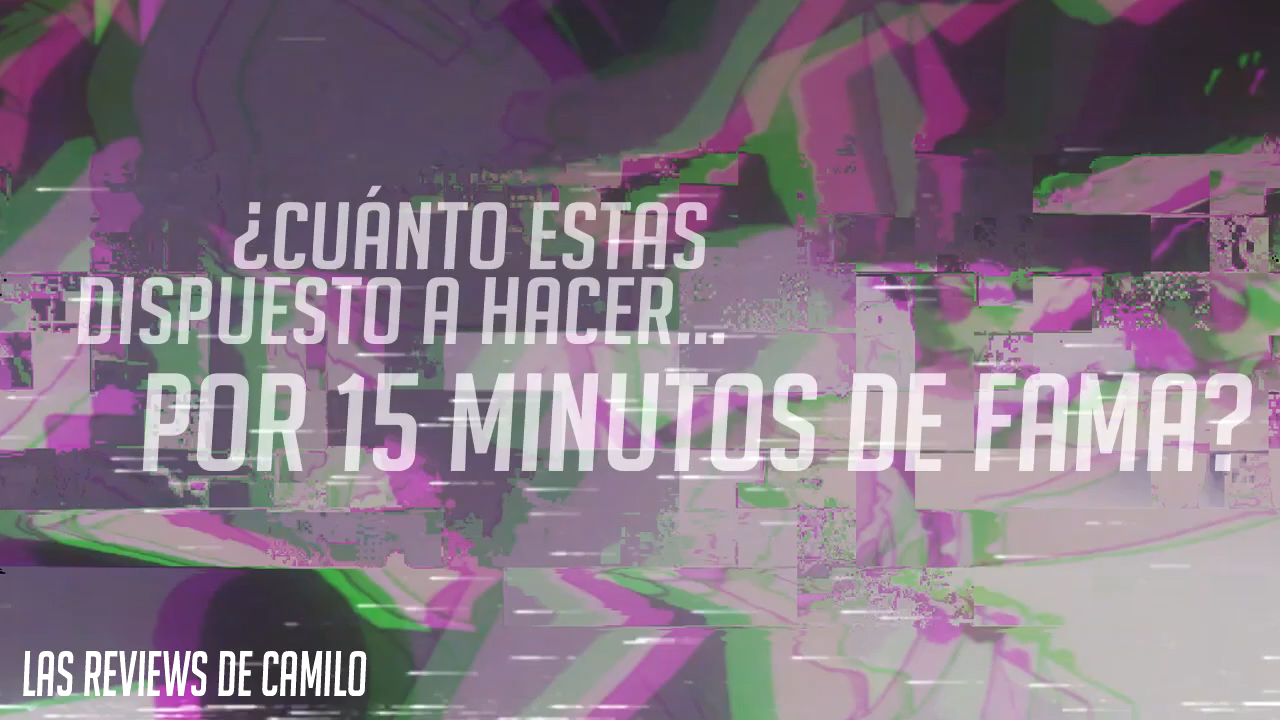 ¿CUÁNTO ESTAS
DISPUESTO A HACER...
POR 15 MINUTOS DE FAMA?
LAS REVIEWS DE CAMILO